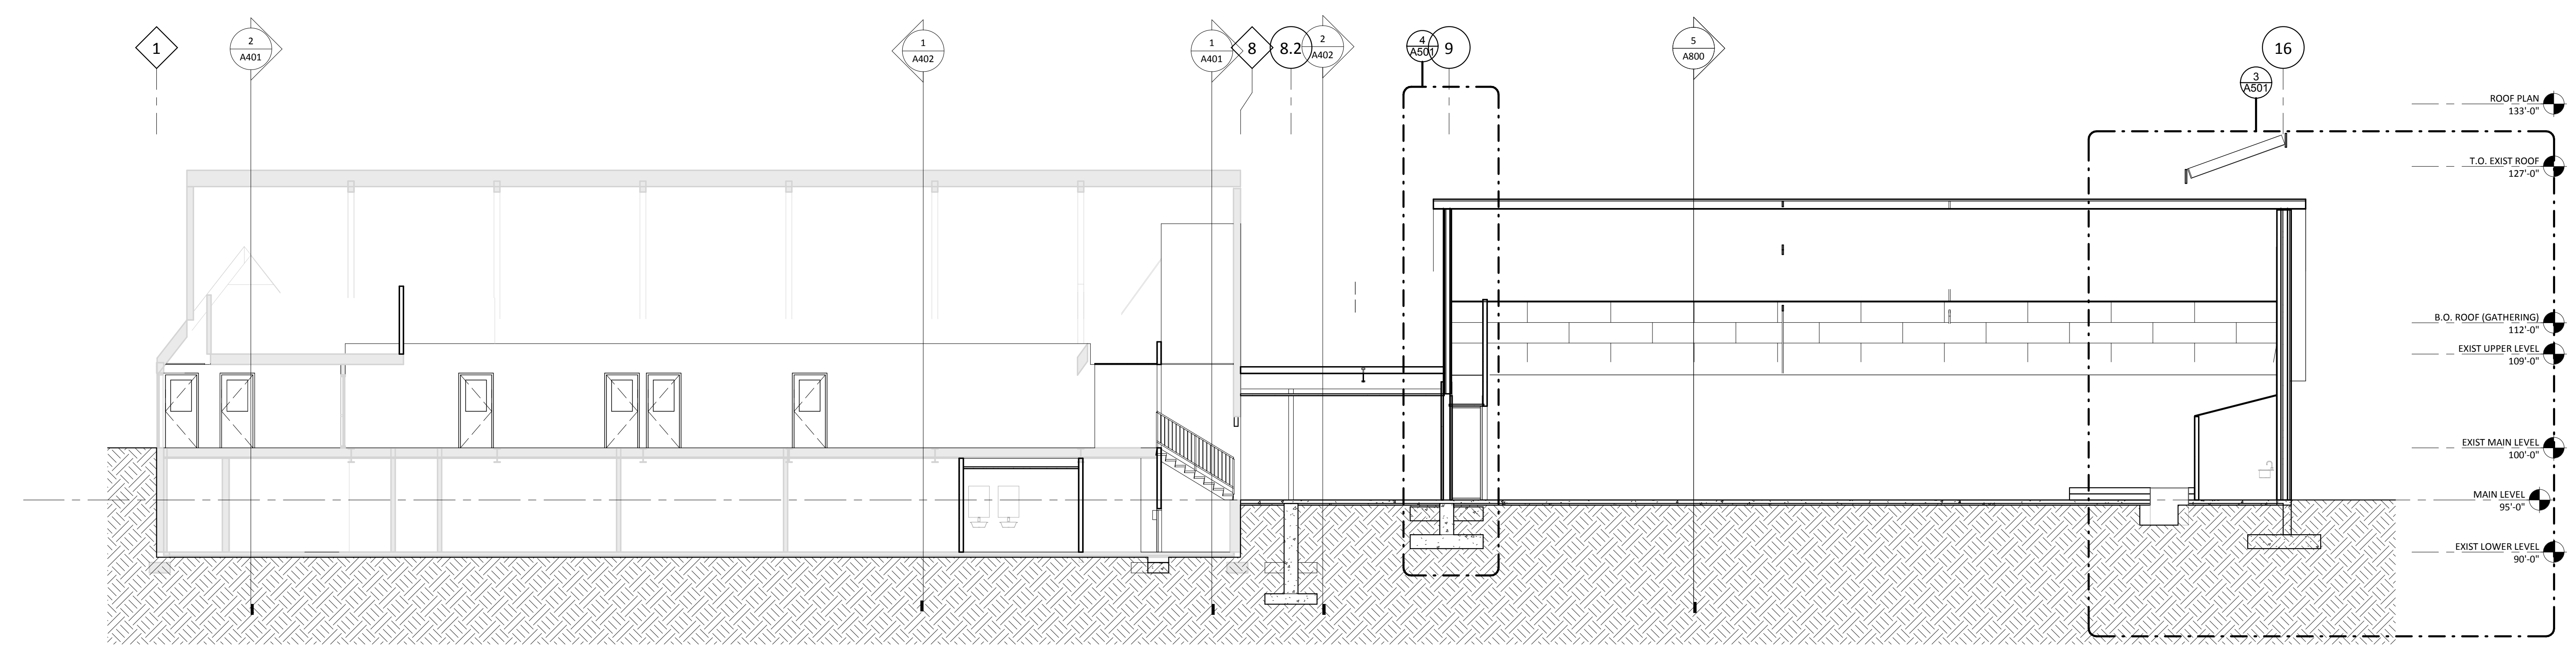 1
2
A401
1
A402
1
A401
8
8.2
2
A402
4
A501
9
5
A800
3
A501
16
ROOF PLAN
133'-0"
T.O. EXIST ROOF
127'-0"
B.O. ROOF (GATHERING)
112'-0"
EXIST UPPER LEVEL
109'-0"
EXIST MAIN LEVEL
100'-0"
MAIN LEVEL
95'-0"
EXIST LOWER LEVEL
90'-0"